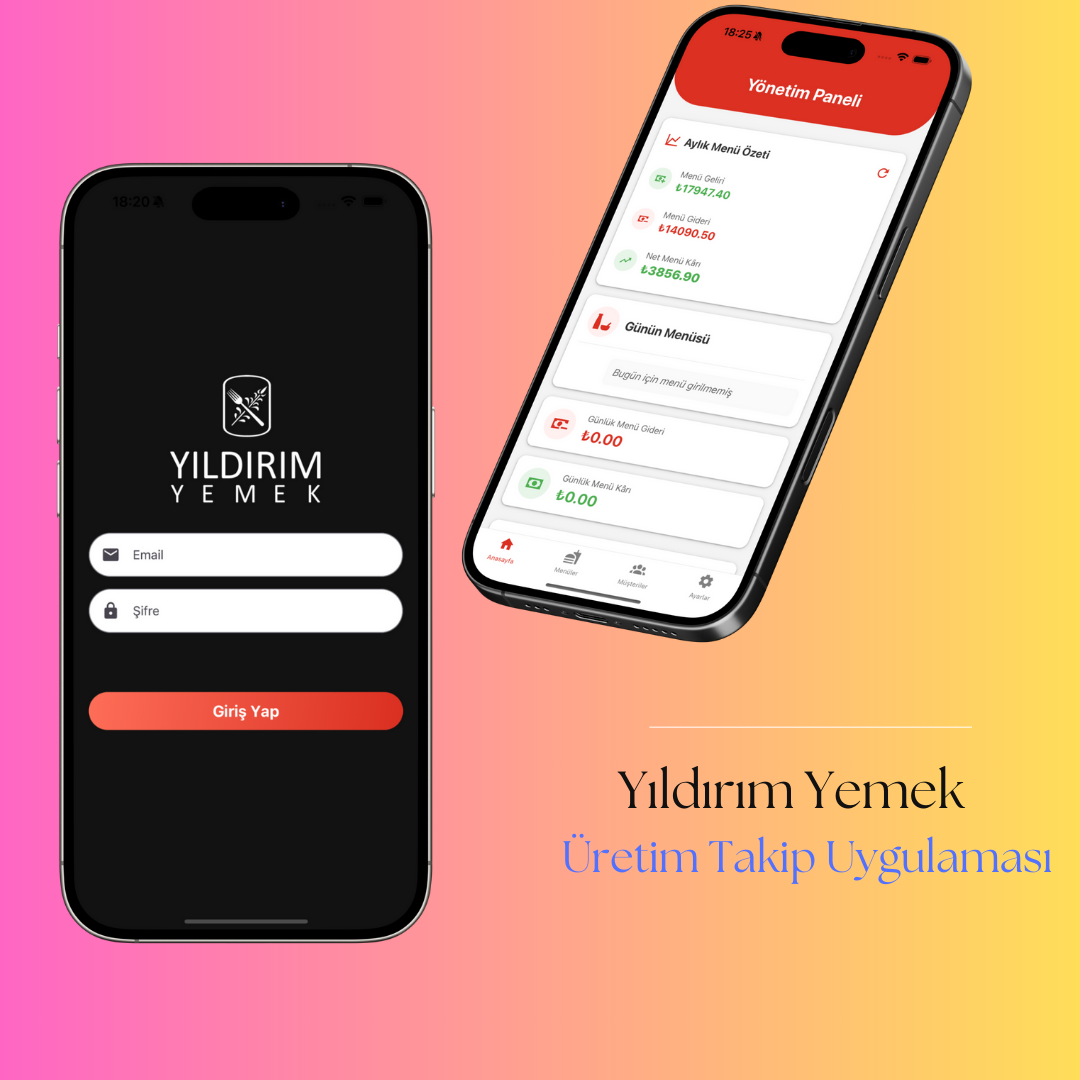 18:20
YILDIRIM
YEMEK
Email
Şifre
Giriş Yap
18:25
Yönetim Paneli
Aylık Menü Özeti
Menü Geliri
₺17947.40
Menü Gideri
₺14090.50
Net Menü Kârı
₺3856.90
Günün Menüsü
Bugün için menü girilmemiş
Günlük Menü Gideri
₺0.00
Günlük Menü Kârı
₺0.00
Anasayfa
Menüler
Müşteriler
Ayarlar
Yıldırım Yemek
Üretim Takip Uygulaması